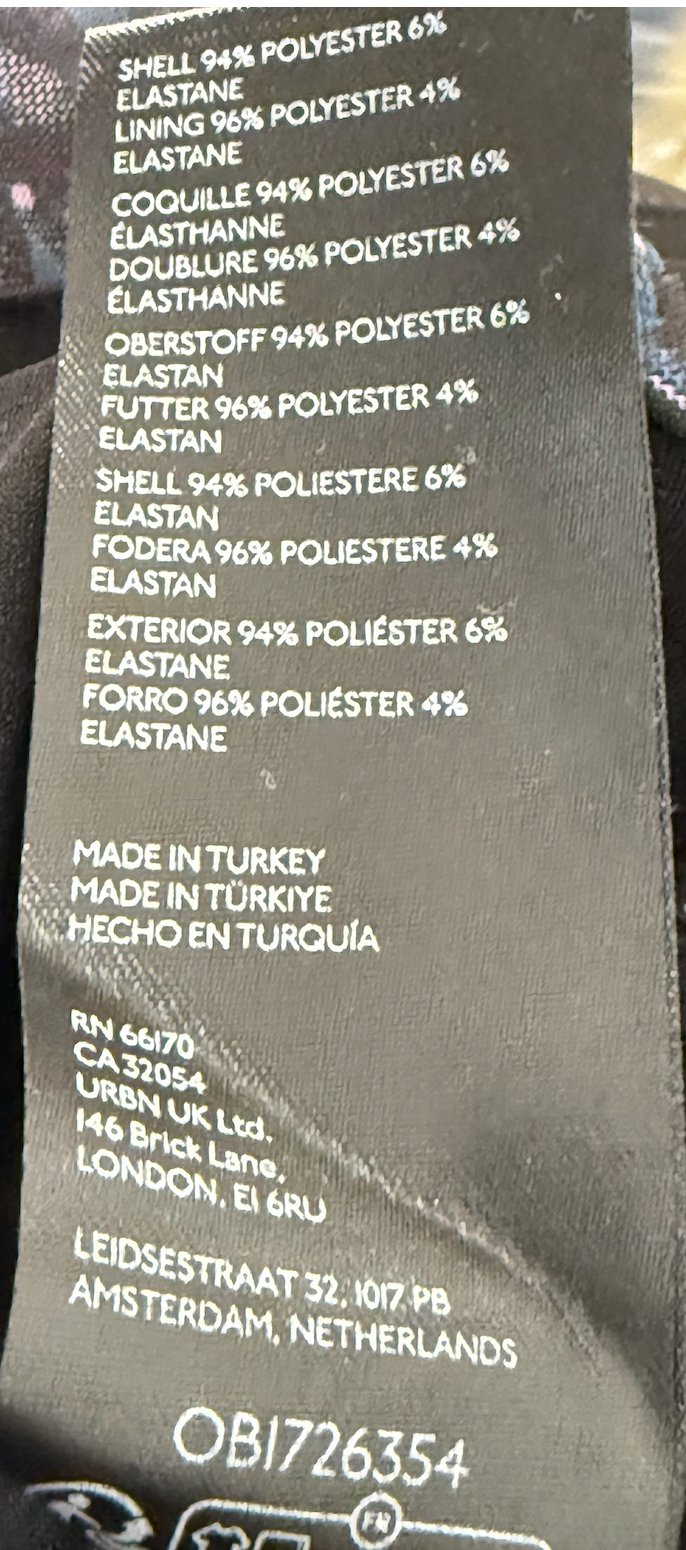 SHELL 94% POLYESTER 6%
ELASTANE
LINING 96% POLYESTER 4%
ELASTANE
COQUILLE 94% POLYESTER 6%
ÉLASTHANNE
DOUBLURE 96% POLYESTER 4%
ÉLASTHANNE
OBERSTOFF 94% POLYESTER 6%
ELASTAN
FUTTER 96% POLYESTER 4%
ELASTAN
SHELL 94% POLIESTERE 6%
ELASTAN
FODERA 96% POLIESTERE 4%
ELASTAN
EXTERIOR 94% POLIÉSTER 6%
ELASTANE
FORRO 96% POLIÉSTER 4%
ELASTANE
MADE IN TURKEY
MADE IN TÜRKIYE
HECHO EN TURQUÍA
RN 66170
CA 32054
URBN UK Ltd.
146 Brick Lane,
LONDON, E1 6RU
LEIDSESTRAAT 32, 1017 PB
AMSTERDAM, NETHERLANDS
OB1726354
FR